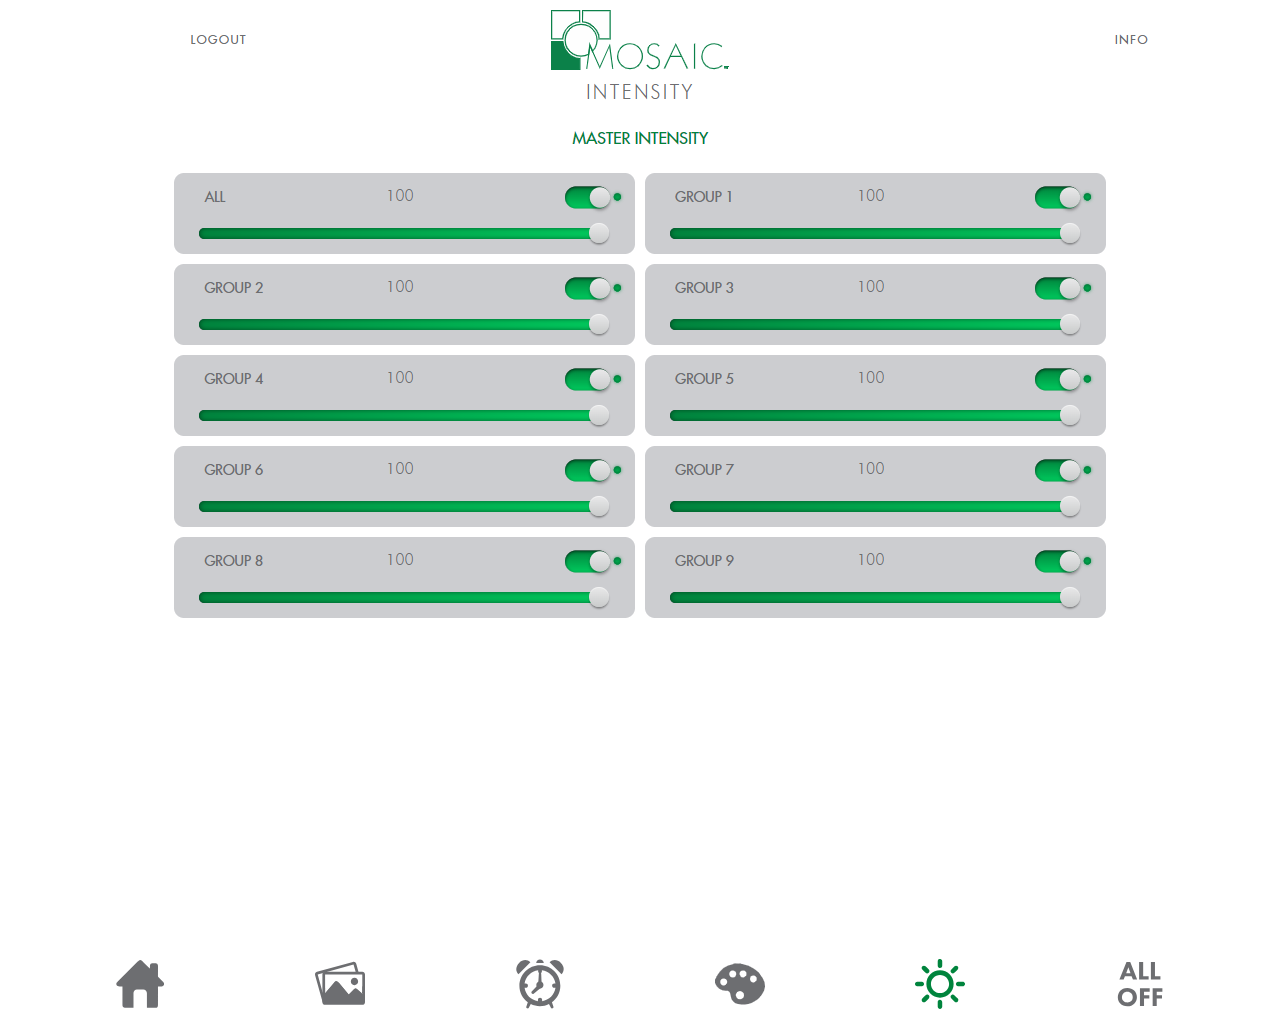 LOGOUT
MOSAIC
INFO
INTENSITY
MASTER INTENSITY
ALL 100
GROUP 1 100
GROUP 2 100
GROUP 3 100
GROUP 4 100
GROUP 5 100
GROUP 6 100
GROUP 7 100
GROUP 8 100
GROUP 9 100
ALL
OFF